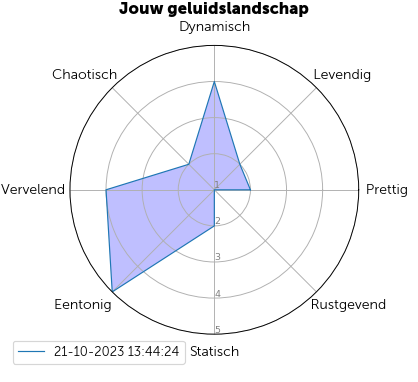 Jouw geluidslandschap
Dynamisch
Chaotisch
Levendig
1
Vervelend
Prettig
2
3
4
Eentonig
Rustgevend
5
21-10-2023 13:44:24
Statisch